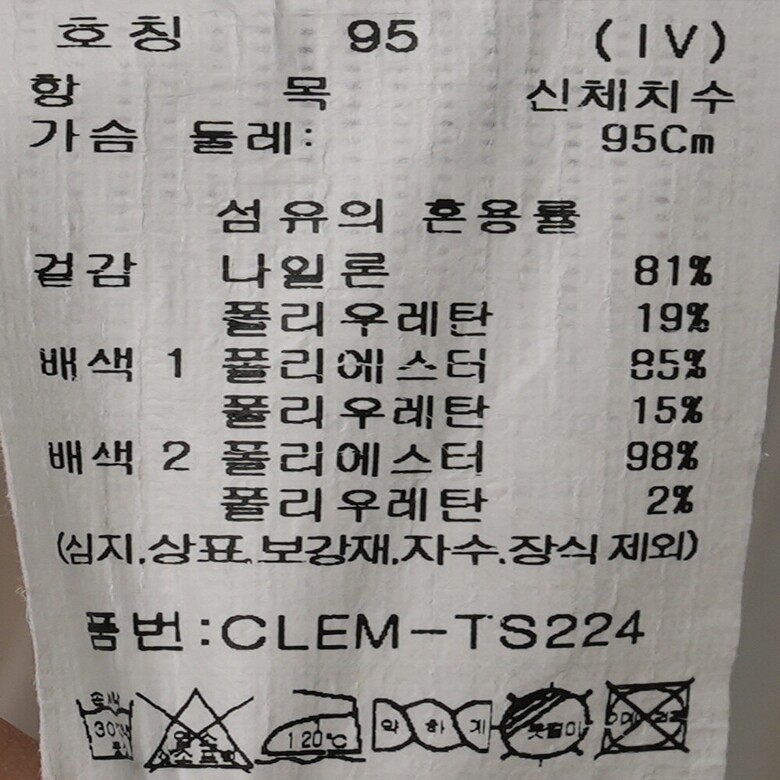 호칭 95 (IV)
항 목 신체치수
가슴 둘레: 95Cm
섬유의 혼용률
겉감 나일론 81%
폴리우레탄 19%
배색 1 폴리에스터 85%
폴리우레탄 15%
배색 2 폴리에스터 98%
폴리우레탄 2%
(심지.상표.보강재.자수.장식 제외)
품번:CLEM-TS224
120℃ 약하게